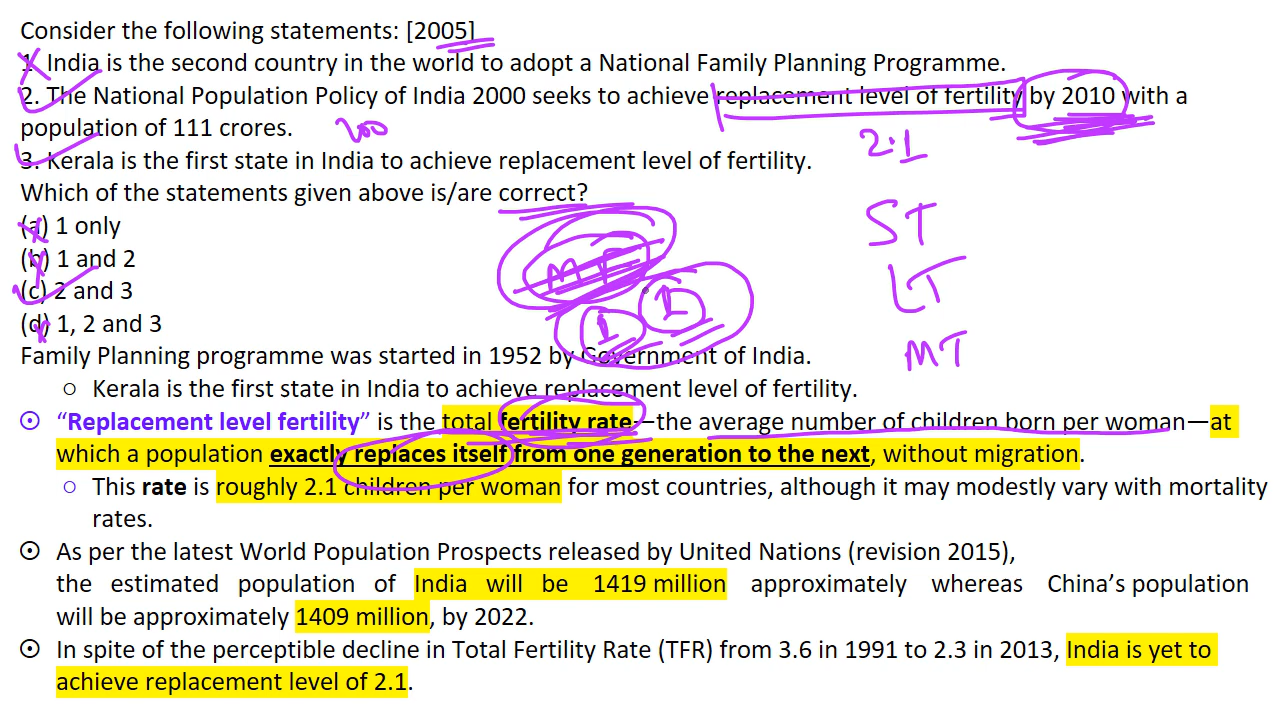 Consider the following statements: [2005]
1. India is the second country in the world to adopt a National Family Planning Programme.
2. The National Population Policy of India 2000 seeks to achieve replacement level of fertility by 2010 with a
population of 111 crores.
200
2.1
3. Kerala is the first state in India to achieve replacement level of fertility.
Which of the statements given above is/are correct?
(a) 1 only
ST
(b) 1 and 2
MT
(c) 2 and 3
LT
(d) 1, 2 and 3
MT
Family Planning programme was started in 1952 by Government of India.
○ Kerala is the first state in India to achieve replacement level of fertility.
⊙ “Replacement level fertility” is the total fertility rate—the average number of children born per woman—at
which a population exactly replaces itself from one generation to the next, without migration.
○ This rate is roughly 2.1 children per woman for most countries, although it may modestly vary with mortality
rates.
⊙ As per the latest World Population Prospects released by United Nations (revision 2015),
the estimated population of India will be 1419 million approximately whereas China’s population
will be approximately 1409 million, by 2022.
⊙ In spite of the perceptible decline in Total Fertility Rate (TFR) from 3.6 in 1991 to 2.3 in 2013, India is yet to
achieve replacement level of 2.1.